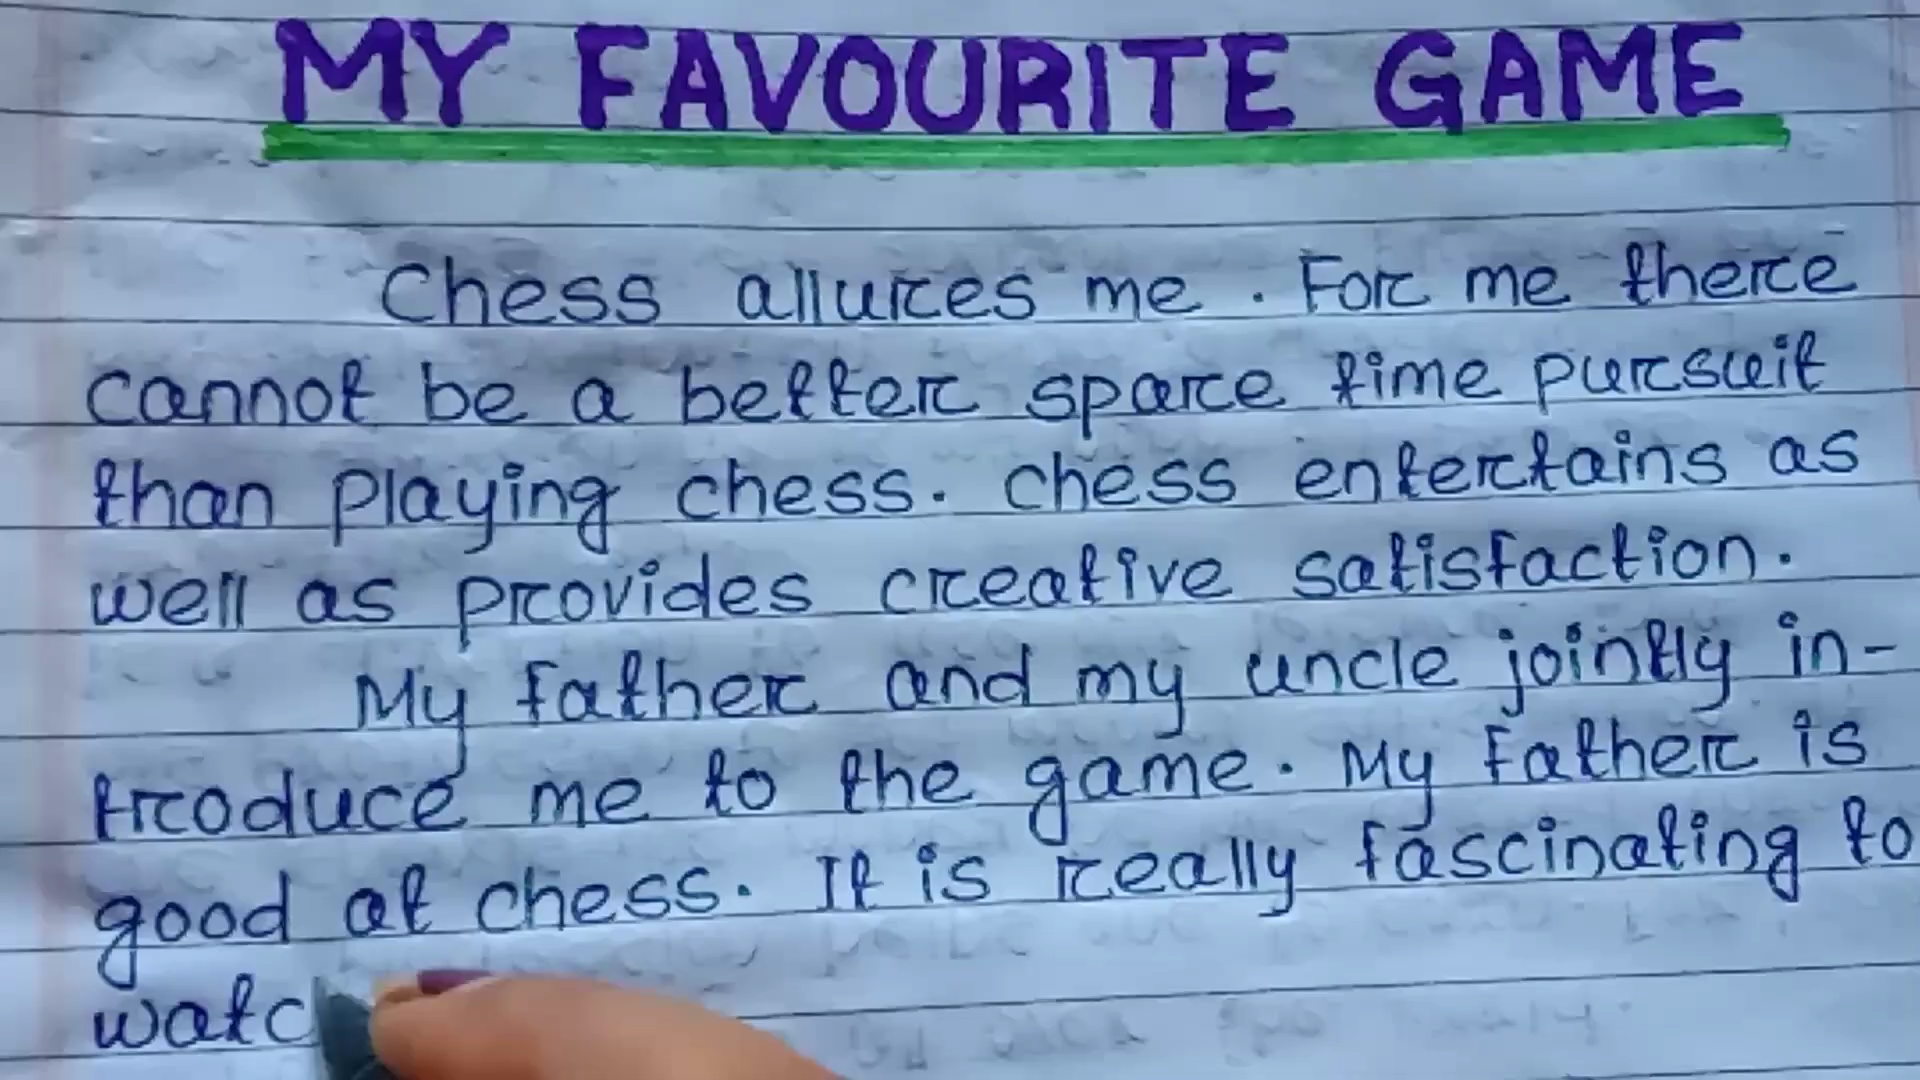 MY FAVOURITE GAME
Chess allures me. For me there
cannot be a better spare time pursuit
than playing chess. chess entertains as
well as provides creative satisfaction.
My father and my uncle jointly in-
troduce me to the game. My father is
good at chess. It is really fascinating to
watc